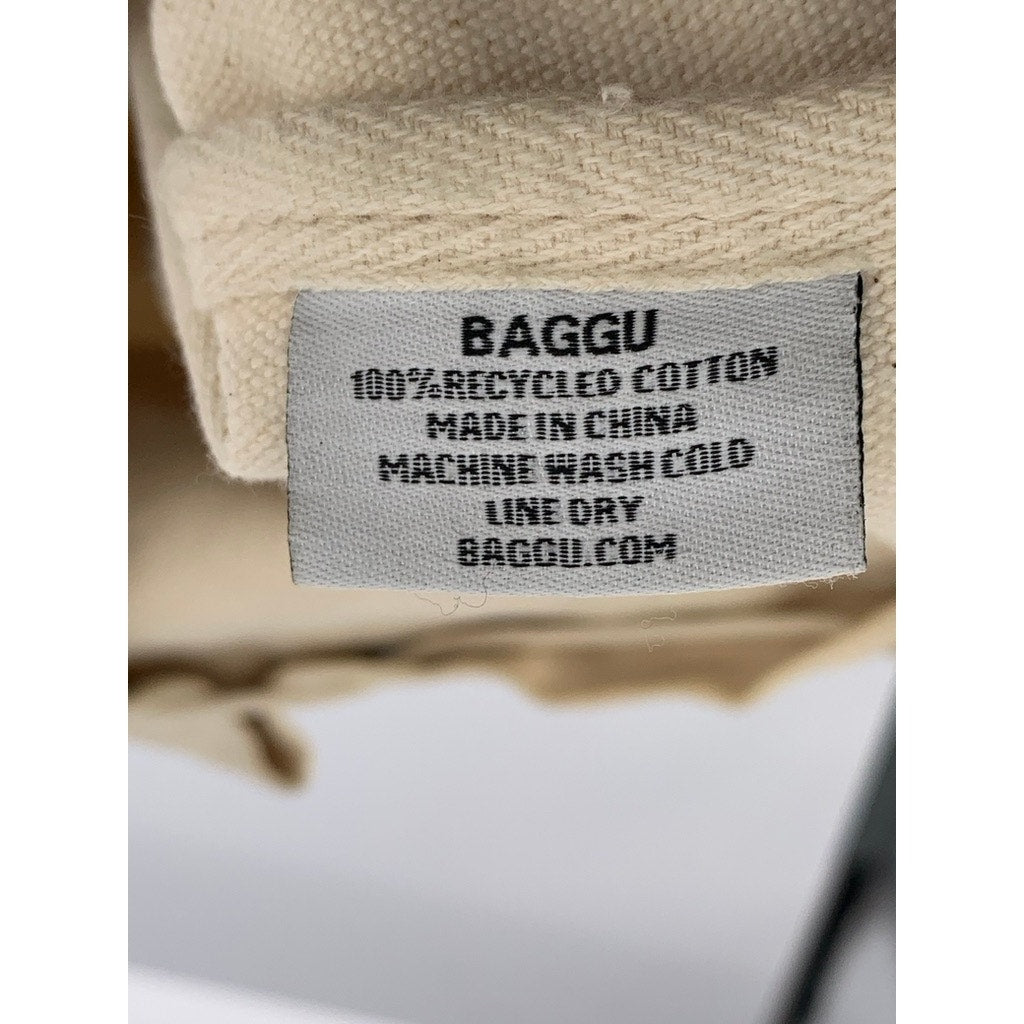 BAGGU
100% RECYCLED COTTON
MADE IN CHINA
MACHINE WASH COLD
LINE DRY
BAGGU.COM